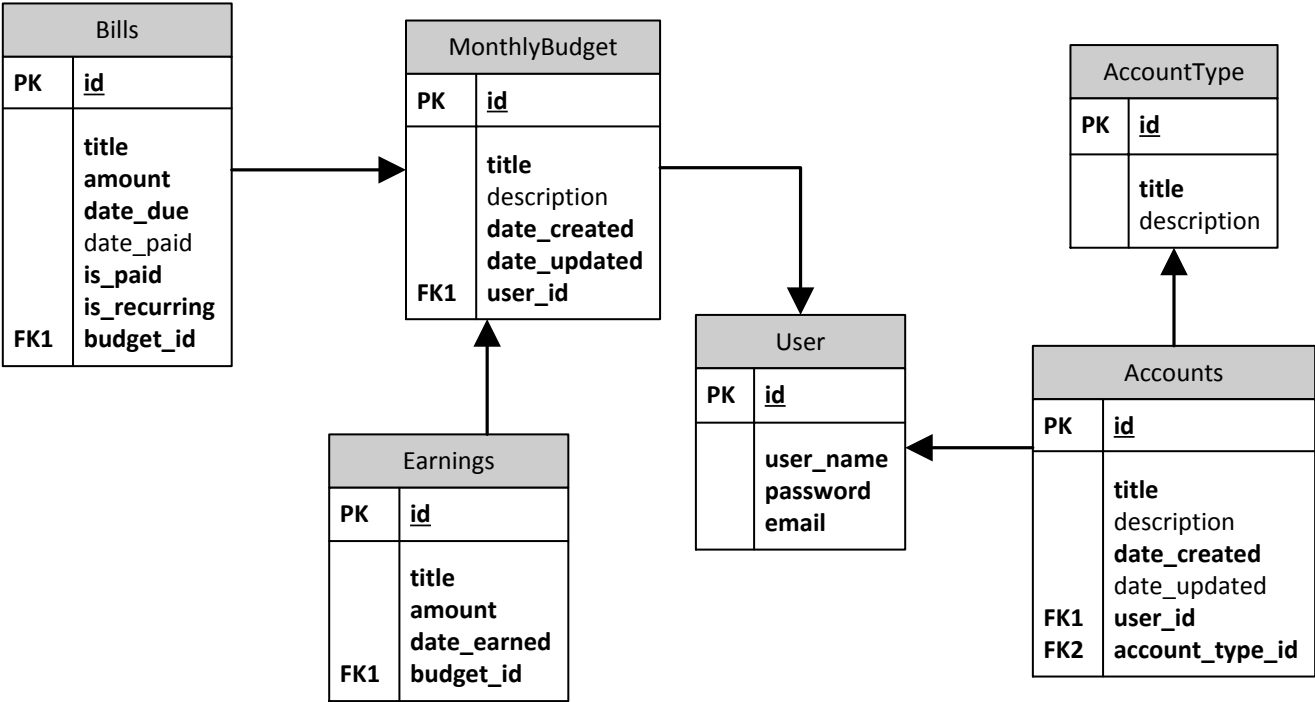 Bills
PK id
title
amount
date_due
date_paid
is_paid
is_recurring
FK1 budget_id
MonthlyBudget
PK id
title
description
date_created
date_updated
FK1 user_id
AccountType
PK id
title
description
Earnings
PK id
title
amount
date_earned
FK1 budget_id
User
PK id
user_name
password
email
Accounts
PK id
title
description
date_created
date_updated
FK1 user_id
FK2 account_type_id